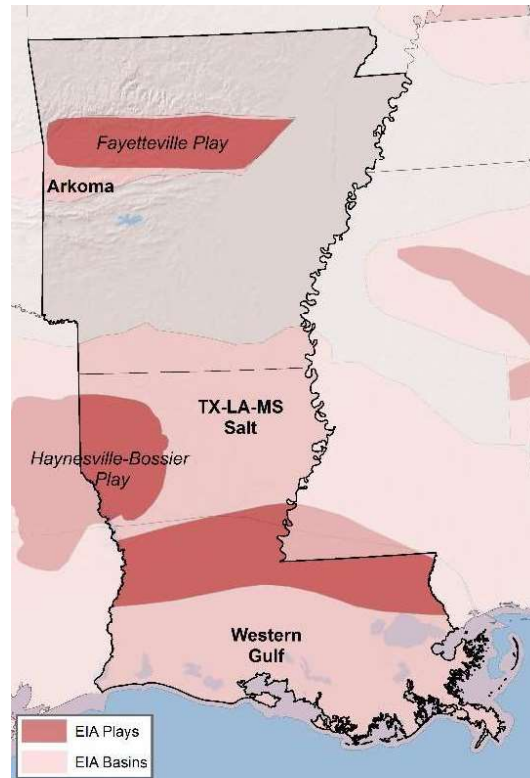 Fayetteville Play
Arkoma
TX-LA-MS
Salt
Haynesville-Bossier
Play
Western
Gulf
EIA Plays
EIA Basins